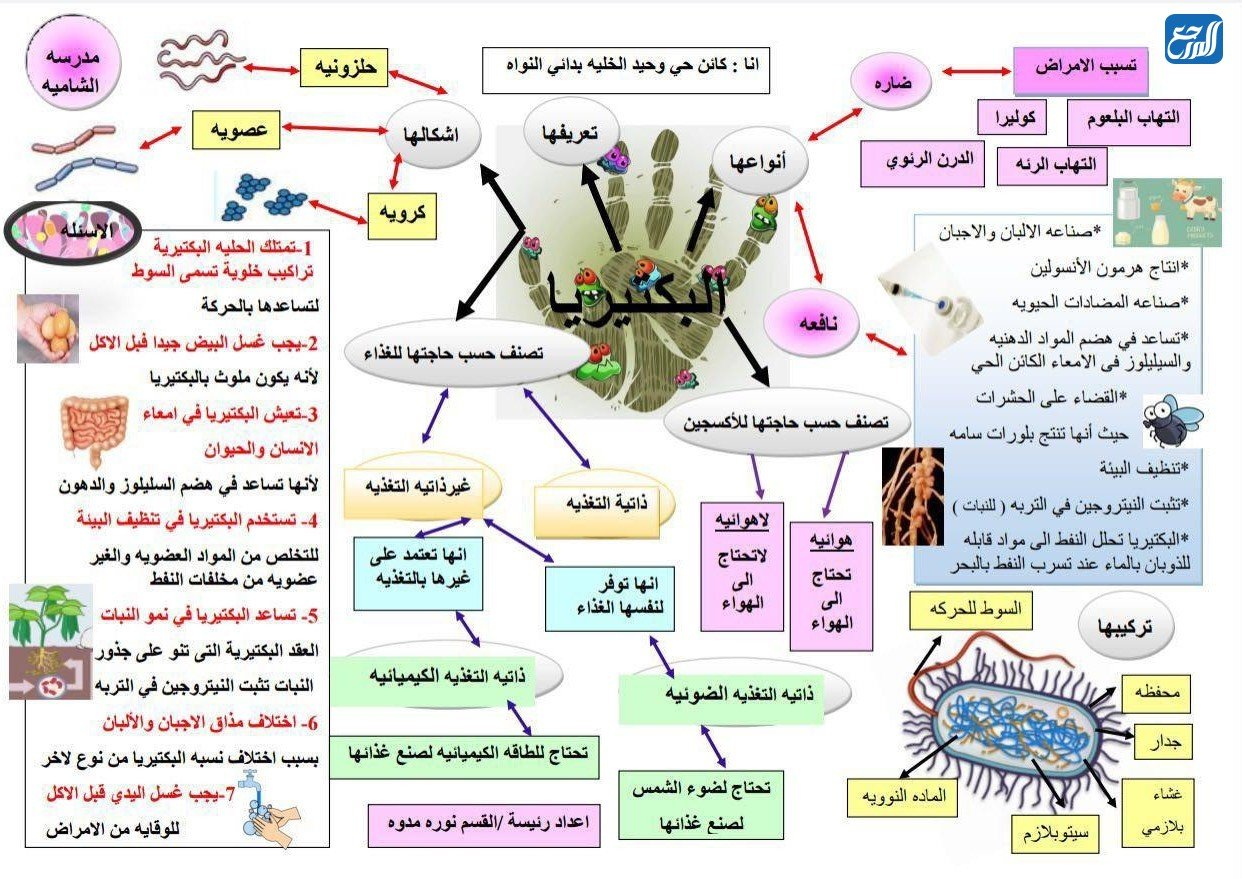 المرجع
مدرسه
الشاميه
حلزونيه
عصويه
كرويه
اشكالها
انا : كائن حي وحيد الخليه بدائي النواه
تعريفها
أنواعها
ضاره
تسبب الامراض
كوليرا
التهاب البلعوم
الدرن الرئوي
التهاب الرئه
نافعه
*صناعه الالبان والاجبان
*انتاج هرمون الأنسولين
*صناعه المضادات الحيويه
*تساعد في هضم المواد الدهنيه
والسيليلوز فى الامعاء الكائن الحي
*القضاء على الحشرات
حيث أنها تنتج بلورات سامه
*تنظيف البيئة
*تثبت النيتروجين في التربه ( للنبات )
*البكتيريا تحلل النفط الى مواد قابله
للذوبان بالماء عند تسرب النفط بالبحر
البكتيريا
تصنف حسب حاجتها للغذاء
غيرذاتيه التغذيه
ذاتية التغذيه
انها تعتمد على
غيرها بالتغذيه
انها توفر
لنفسها الغذاء
ذاتيه التغذيه الكيميائيه
ذاتيه التغذيه الضوئيه
تحتاج للطاقه الكيميائيه لصنع غذائها
تحتاج لضوء الشمس
لصنع غذائها
تصنف حسب حاجتها للأكسجين
لاهوائيه
لاتحتاج
الى
الهواء
هوائيه
تحتاج
الى
الهواء
تركيبها
السوط للحركه
محفظه
جدار
غشاء
بلازمي
سيتوبلازم
الماده النوويه
الاسئله
1-تمتلك الخليه البكتيرية
تراكيب خلوية تسمى السوط
لتساعدها بالحركة
2-يجب غسل البيض جيدا قبل الاكل
لأنه يكون ملوث بالبكتيريا
3-تعيش البكتيريا في امعاء
الانسان والحيوان
لأنها تساعد في هضم السليلوز والدهون
4- تستخدم البكتيريا في تنظيف البيئة
للتخلص من المواد العضويه والغير
عضويه من مخلفات النفط
5- تساعد البكتيريا في نمو النبات
العقد البكتيرية التى تنو على جذور
النبات تثبت النيتروجين في التربه
6- اختلاف مذاق الاجبان والألبان
بسبب اختلاف نسبه البكتيريا من نوع لاخر
7-يجب غسل اليدي قبل الاكل
للوقايه من الامراض
اعداد رئيسة /القسم نوره مدوه